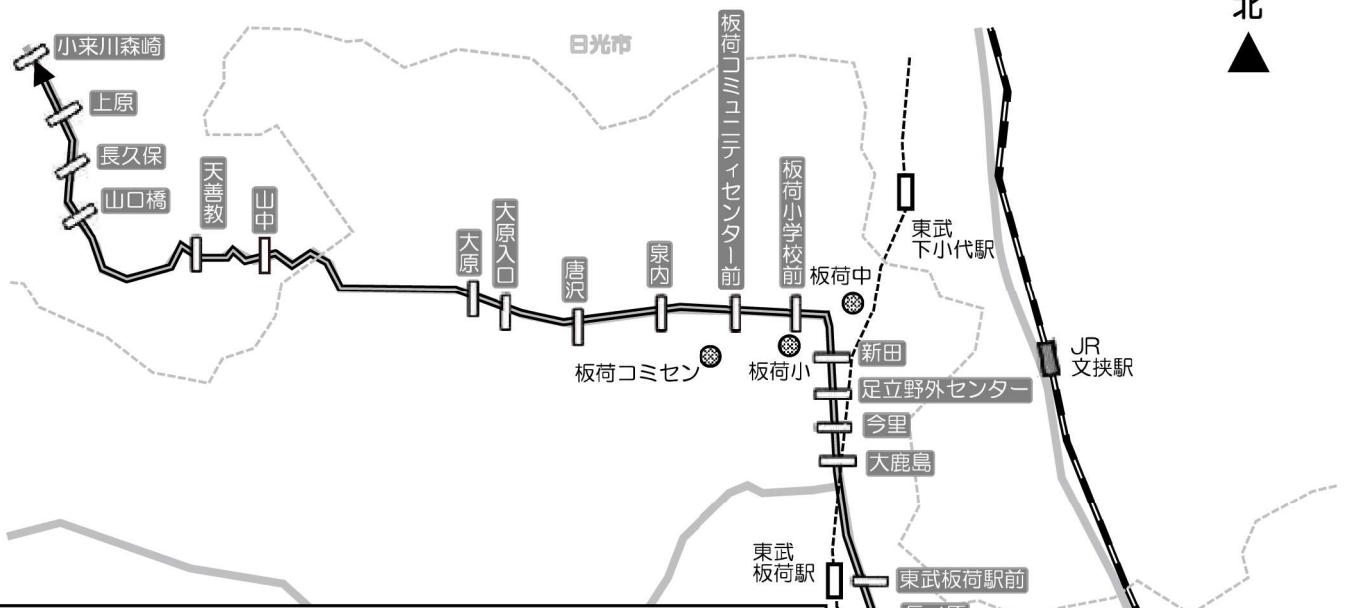 北
日光市
小来川森崎
上原
長久保
山口橋
天善教
山中
大原
大原入口
唐沢
泉内
板荷コミュニティセンター前
板荷小学校前
板荷中
東武
下小代駅
板荷コミセン
板荷小
新田
足立野外センター
今里
大鹿島
JR
文挟駅
東武
板荷駅
東武板荷駅前